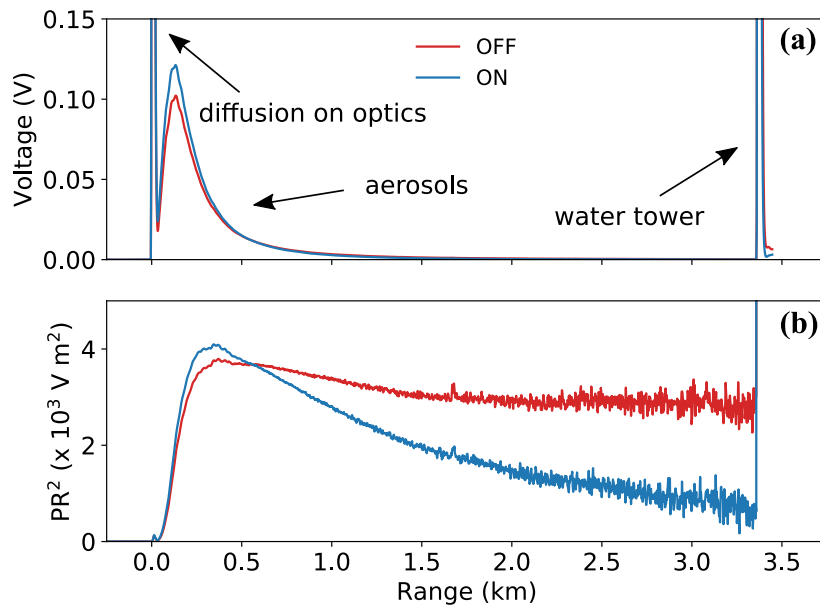 0.15
0.10
0.05
0.00
Voltage (V)
(a)
OFF
ON
diffusion on optics
aerosols
water tower
4
2
0
PR² (x 10³ V m²)
(b)
0.0 0.5 1.0 1.5 2.0 2.5 3.0 3.5
Range (km)